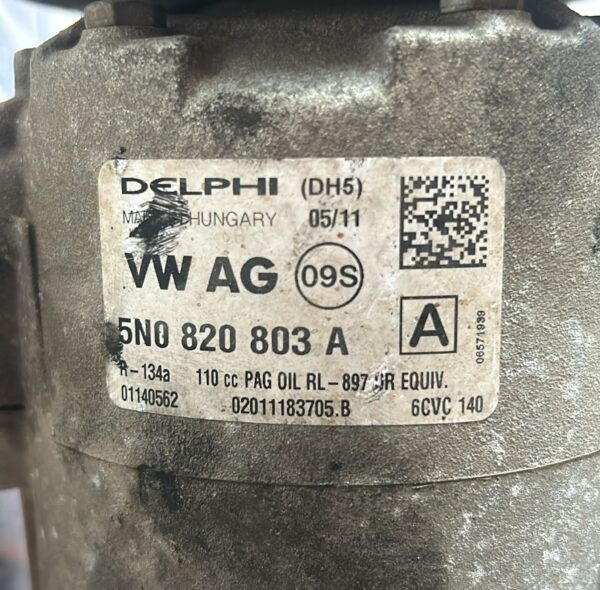 DELPHI (DH5)
HUNGARY 05/11
VW AG 09S
5N0 820 803 A A
R-134a 110 cc PAG OIL RL-897 OR EQUIV.
01140562 02011183705.B 6CVC 140
06571939